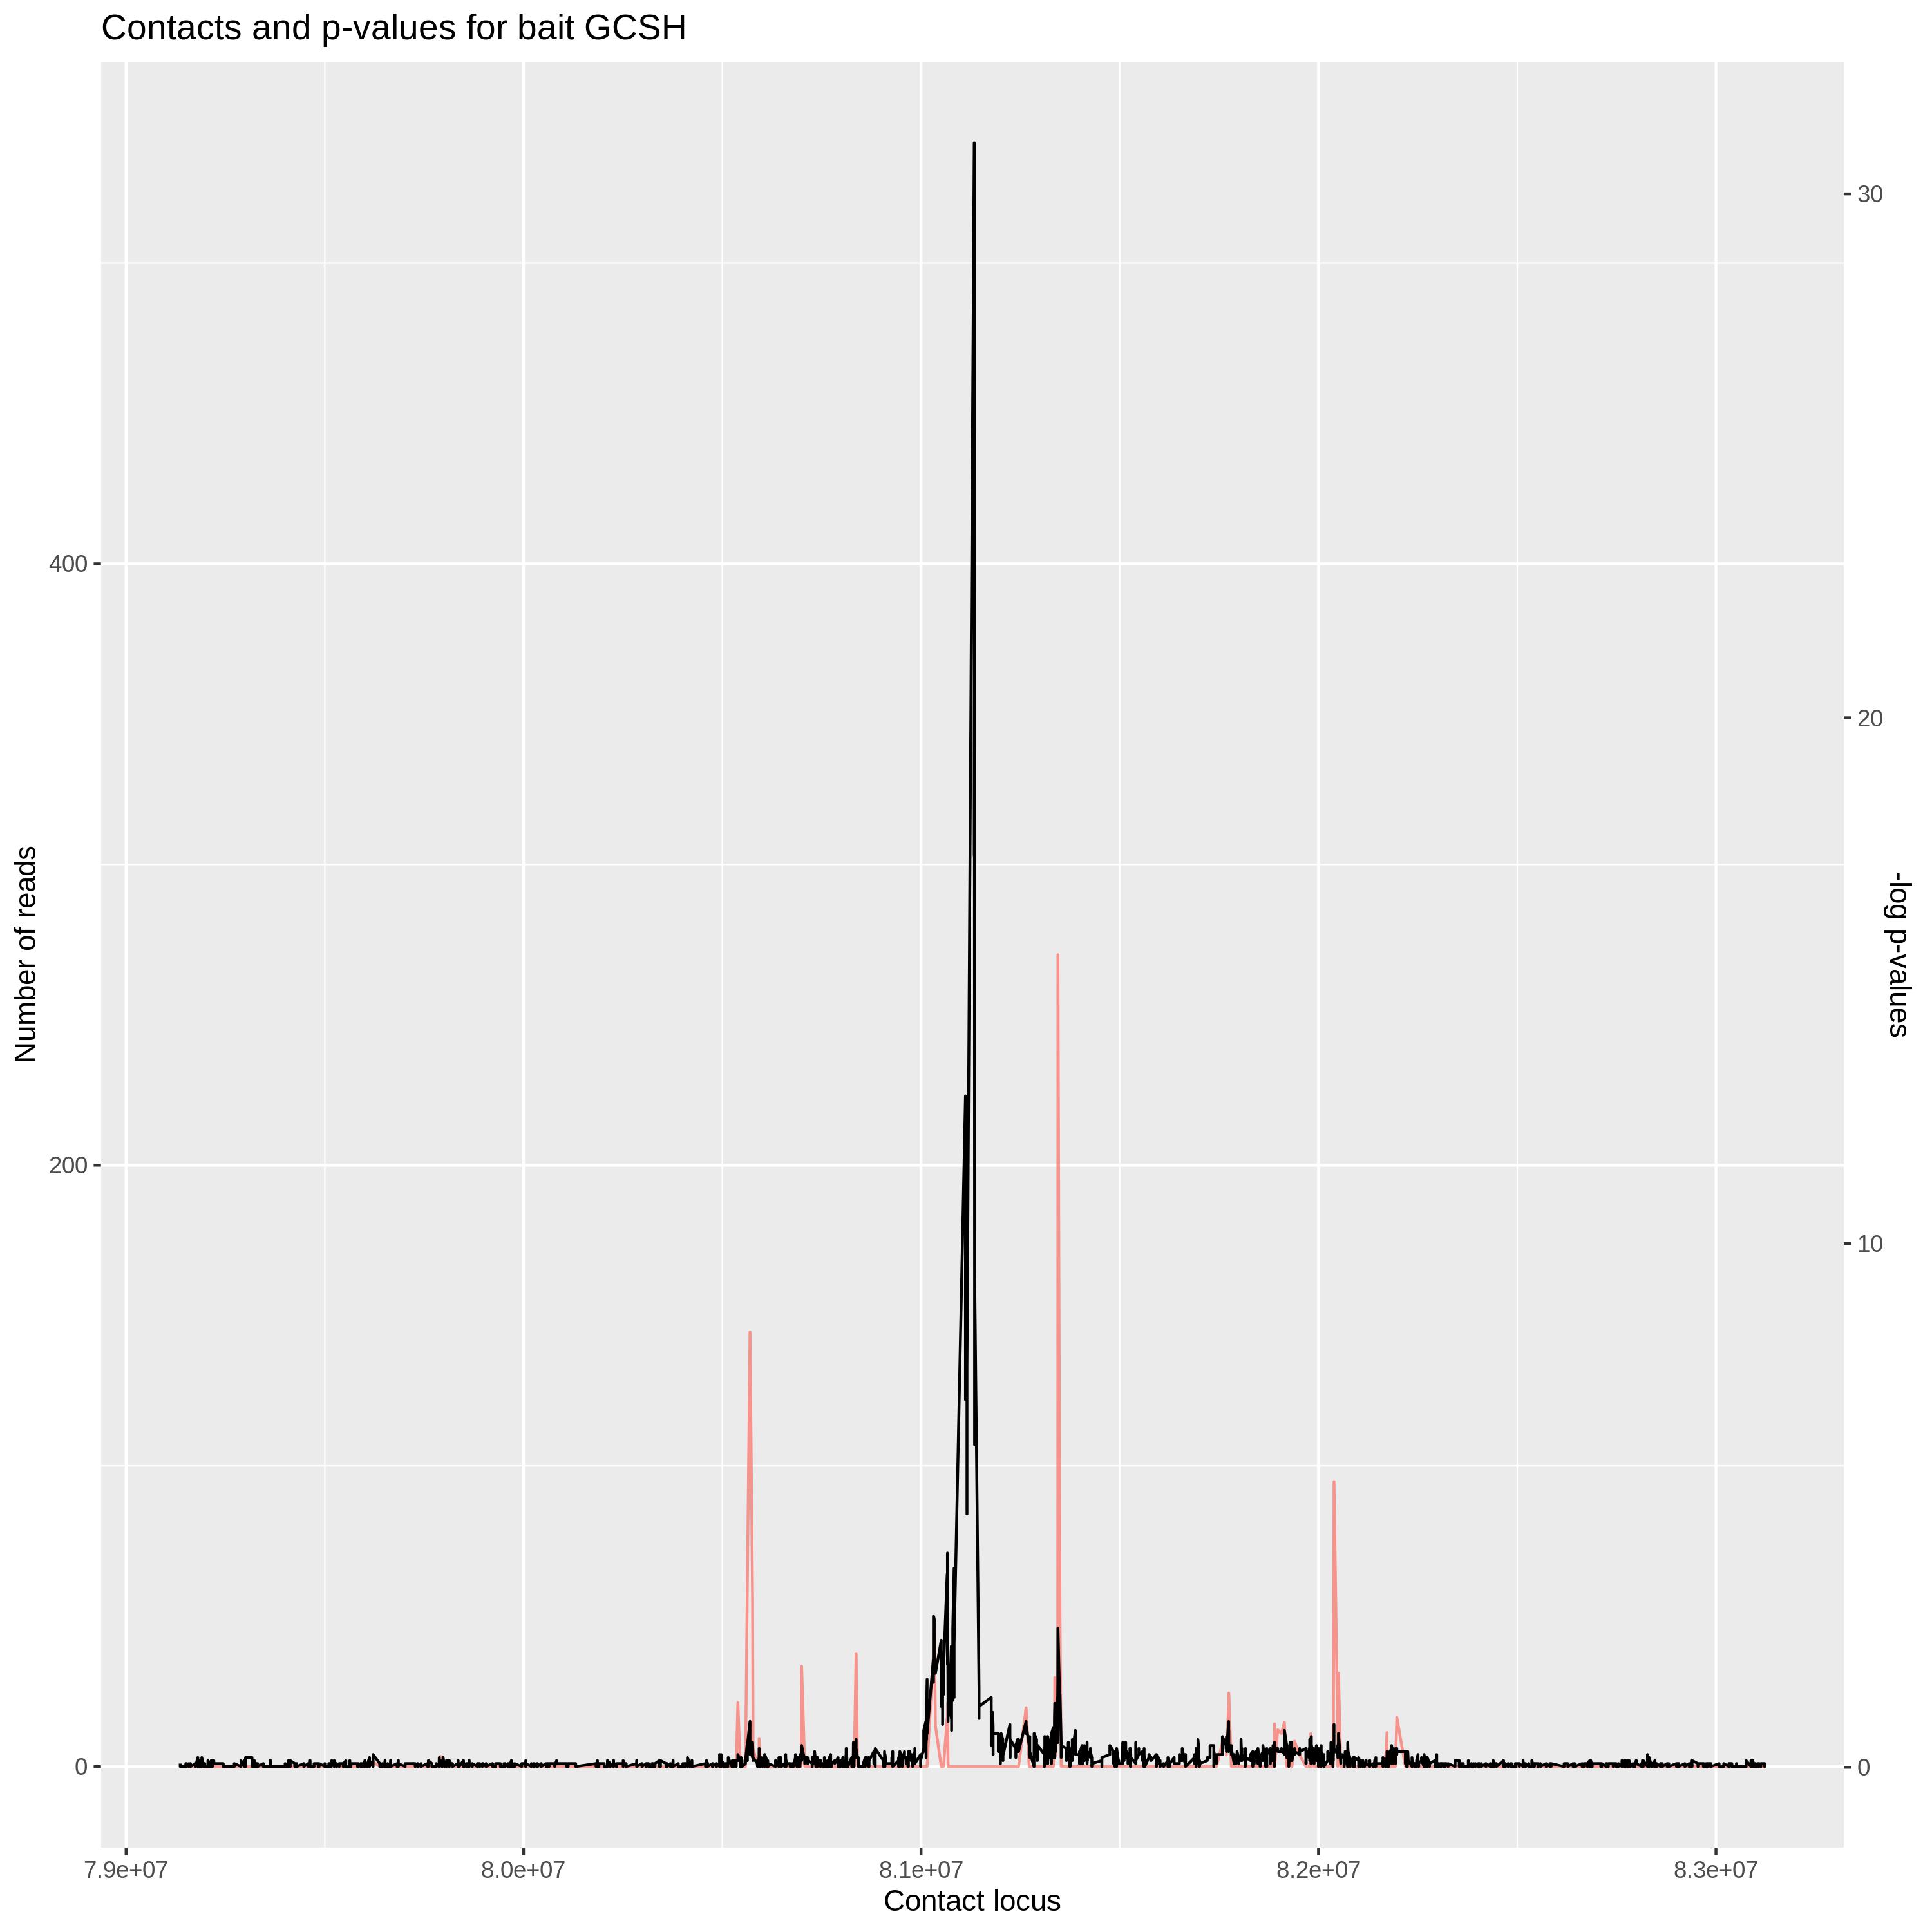 Contacts and p-values for bait GCSH
Number of reads
400
200
0
30
20
10
0
-log p-values
7.9e+07
8.0e+07
8.1e+07
8.2e+07
8.3e+07
Contact locus